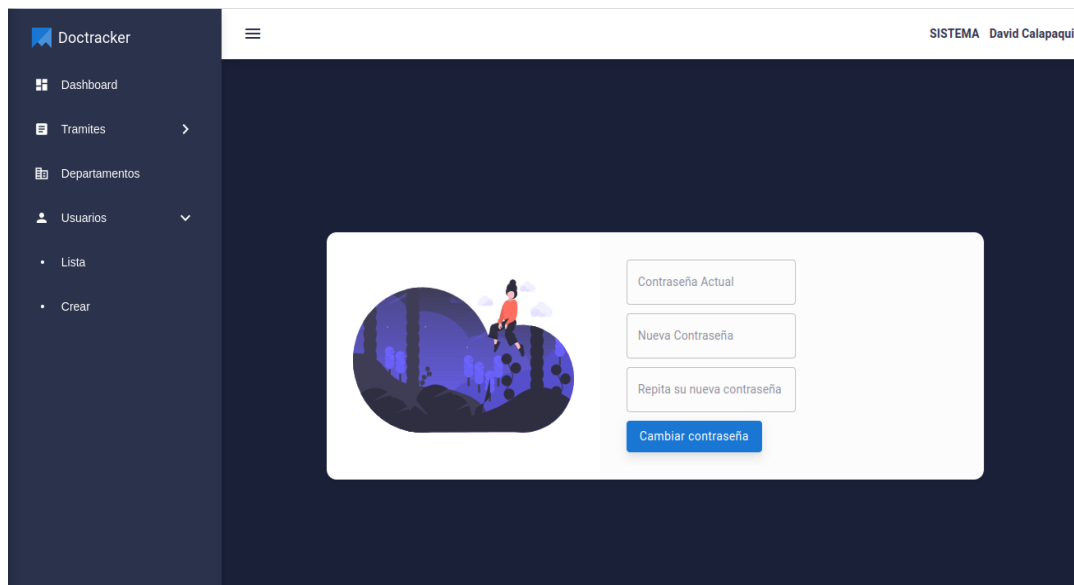 Doctracker
SISTEMA David Calapaqui
Dashboard
Tramites
Departamentos
Usuarios
Lista
Crear
Contraseña Actual
Nueva Contraseña
Repita su nueva contraseña
Cambiar contraseña